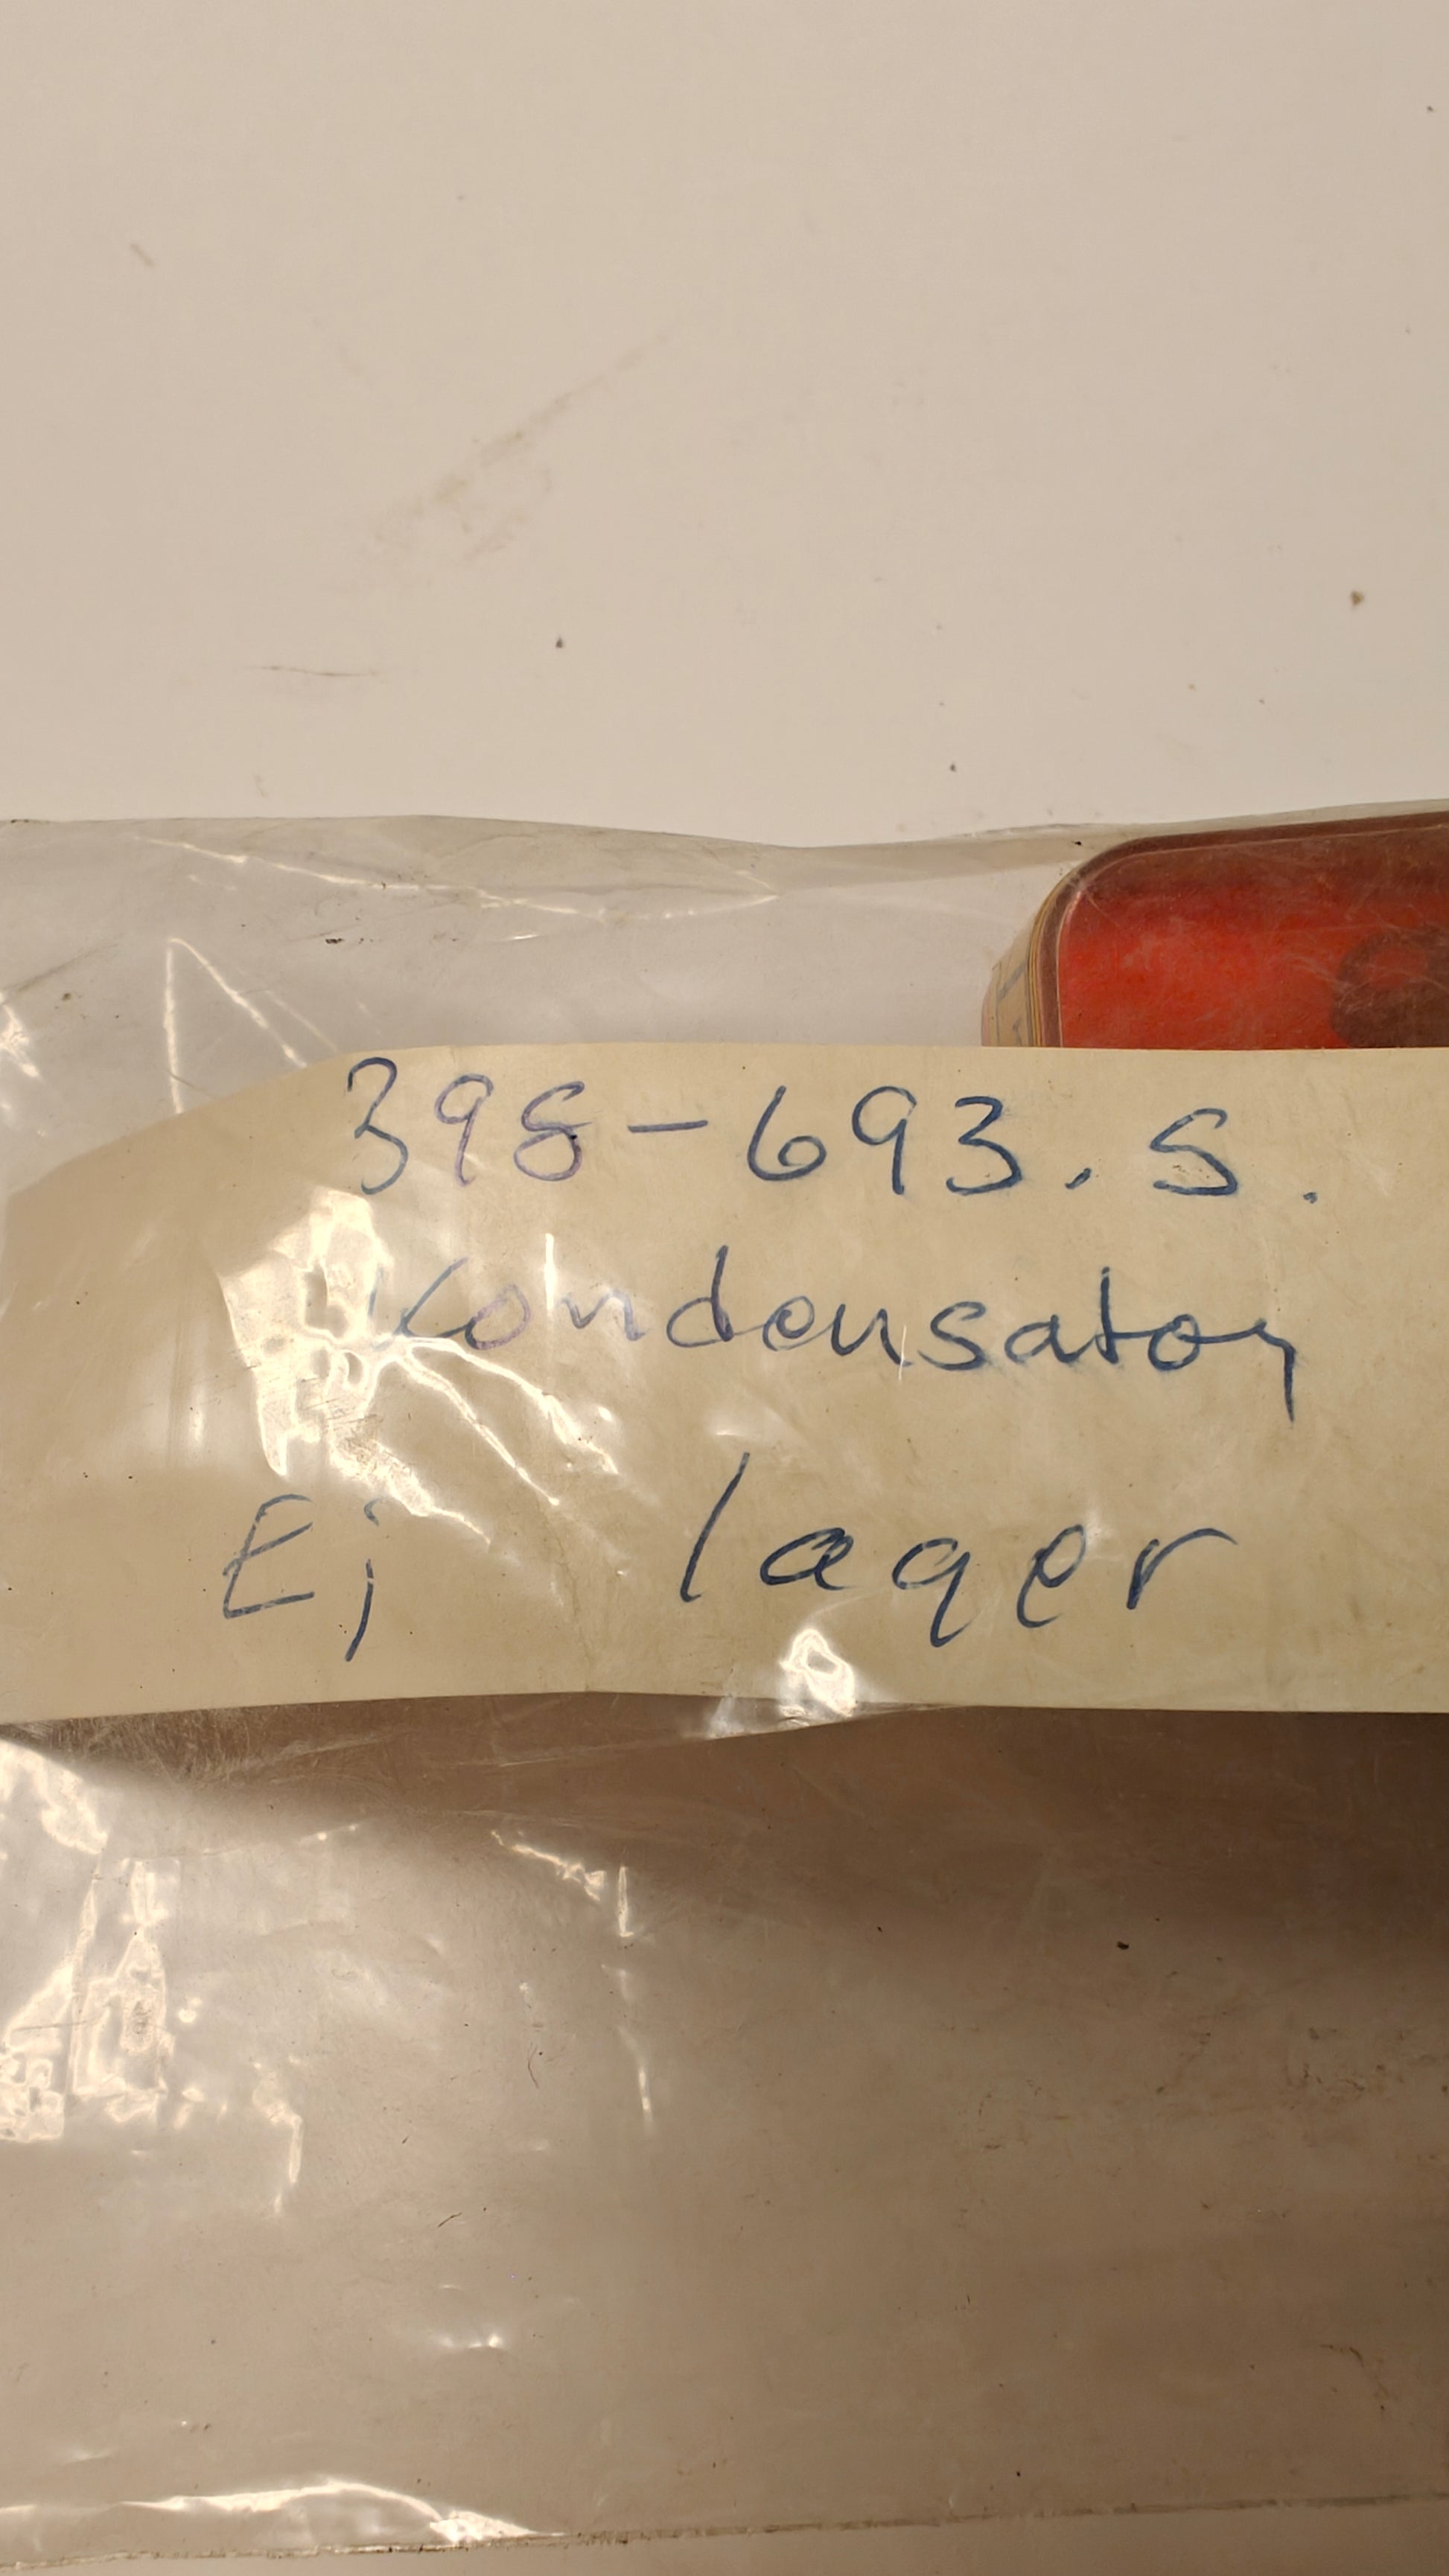 398-693.S.
Kondensator
Ej lager